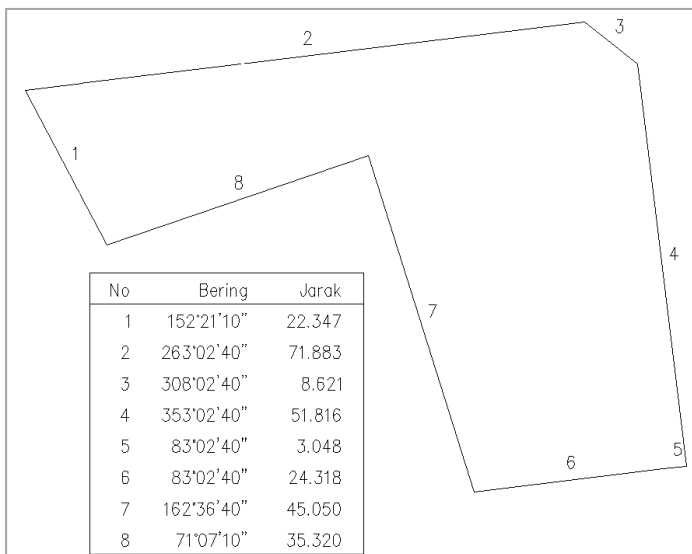 2
3
1
8
4
7
6
5
No Bering Jarak
1 152°21'10" 22.347
2 263°02'40" 71.883
3 308°02'40" 8.621
4 353°02'40" 51.816
5 83°02'40" 3.048
6 83°02'40" 24.318
7 162°36'40" 45.050
8 71°07'10" 35.320